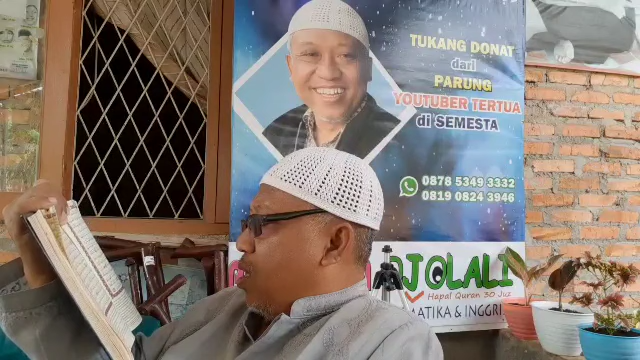 TUKANG DONAT
dari
PARUNG
YOUTUBER TERTUA
di SEMESTA
0878 5349 3332
0819 0824 3946
DJOLALI
Hapal Quran 30 Juz
MATIKA & INGGRI